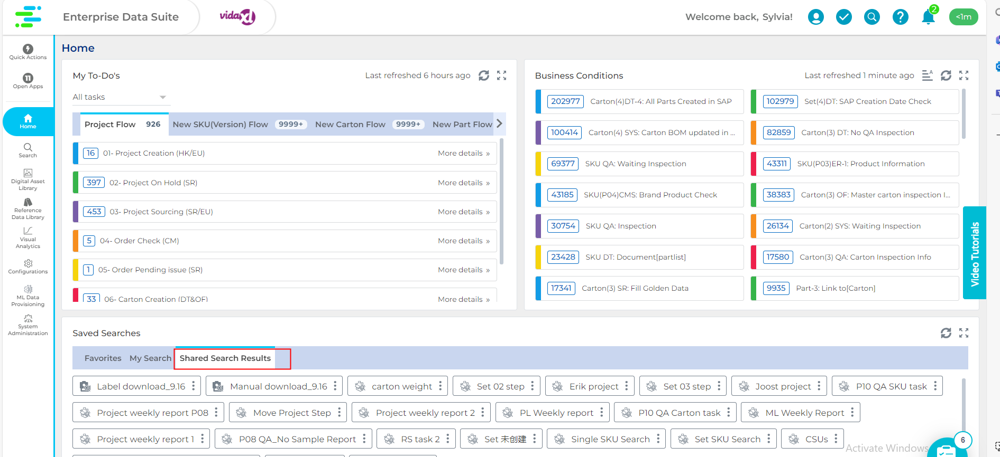 Enterprise Data Suite
vidaXL
Welcome back, Sylvia!
2
<1m
Quick Actions
Open Apps
Home
Search
Digital Asset
Library
Reference
Data Library
Visual
Analytics
Configurations
ML Data
Provisioning
System
Administration
Home
My To-Do's
Last refreshed 6 hours ago
All tasks
Project Flow 926 New SKU(Version) Flow 9999+ New Carton Flow 9999+ New Part Flow
16 01- Project Creation (HK/EU) More details »
397 02- Project On Hold (SR) More details »
453 03- Project Sourcing (SR/EU) More details »
5 04- Order Check (CM) More details »
1 05- Order Pending issue (SR) More details »
33 06- Carton Creation (DT&OF) More details »
Business Conditions
Last refreshed 1 minute ago
202977 Carton(4)DT-4: All Parts Created in SAP
102979 Set(4)DT: SAP Creation Date Check
100414 Carton(4) SYS: Carton BOM updated in ...
82859 Carton(3) DT: No QA Inspection
69377 SKU QA: Waiting Inspection
43311 SKU(P03)ER-1: Product Information
43185 SKU(P04)CMS: Brand Product Check
38383 Carton(3) OF: Master carton inspection I...
30754 SKU QA: Inspection
26134 Carton(2) SYS: Waiting Inspection
23428 SKU DT: Document[partlist]
17580 Carton(3) QA: Carton Inspection Info
17341 Carton(3) SR: Fill Golden Data
9935 Part-3: Link to[Carton]
Video Tutorials
Saved Searches
Favorites My Search Shared Search Results
Label download_9.16 Manual download_9.16 carton weight Set 02 step Erik project Set 03 step Joost project P10 QA SKU task
Project weekly report P08 Move Project Step Project weekly report 2 PL Weekly report P10 QA Carton task ML Weekly Report
Project weekly report 1 P08 QA_No Sample Report RS task 2 Set 未创建 Single SKU Search Set SKU Search CSUs
6
Activate Windows